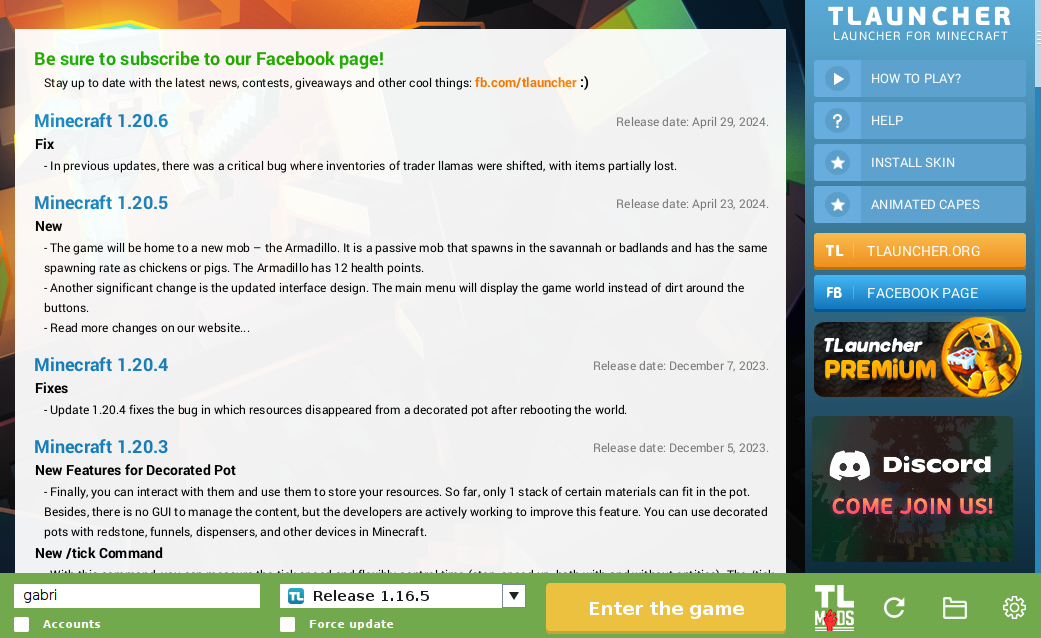 Be sure to subscribe to our Facebook page!
Stay up to date with the latest news, contests, giveaways and other cool things: fb.com/tlauncher :)
Minecraft 1.20.6
Release date: April 29, 2024.
Fix
- In previous updates, there was a critical bug where inventories of trader llamas were shifted, with items partially lost.
Minecraft 1.20.5
Release date: April 23, 2024.
New
- The game will be home to a new mob – the Armadillo. It is a passive mob that spawns in the savannah or badlands and has the same
spawning rate as chickens or pigs. The Armadillo has 12 health points.
- Another significant change is the updated interface design. The main menu will display the game world instead of dirt around the
buttons.
- Read more changes on our website...
Minecraft 1.20.4
Release date: December 7, 2023.
Fixes
- Update 1.20.4 fixes the bug in which resources disappeared from a decorated pot after rebooting the world.
Minecraft 1.20.3
Release date: December 5, 2023.
New Features for Decorated Pot
- Finally, you can interact with them and use them to store your resources. So far, only 1 stack of certain materials can fit in the pot.
Besides, there is no GUI to manage the content, but the developers are actively working to improve this feature. You can use decorated
pots with redstone, funnels, dispensers, and other devices in Minecraft.
New /tick Command
TLAUNCHER
LAUNCHER FOR MINECRAFT
HOW TO PLAY?
? HELP
INSTALL SKIN
ANIMATED CAPES
TL TLAUNCHER.ORG
FB FACEBOOK PAGE
TLauncher
PREMIUM
Discord
COME JOIN US!
gabri
Accounts
TL Release 1.16.5
Force update
Enter the game
TL
MODS